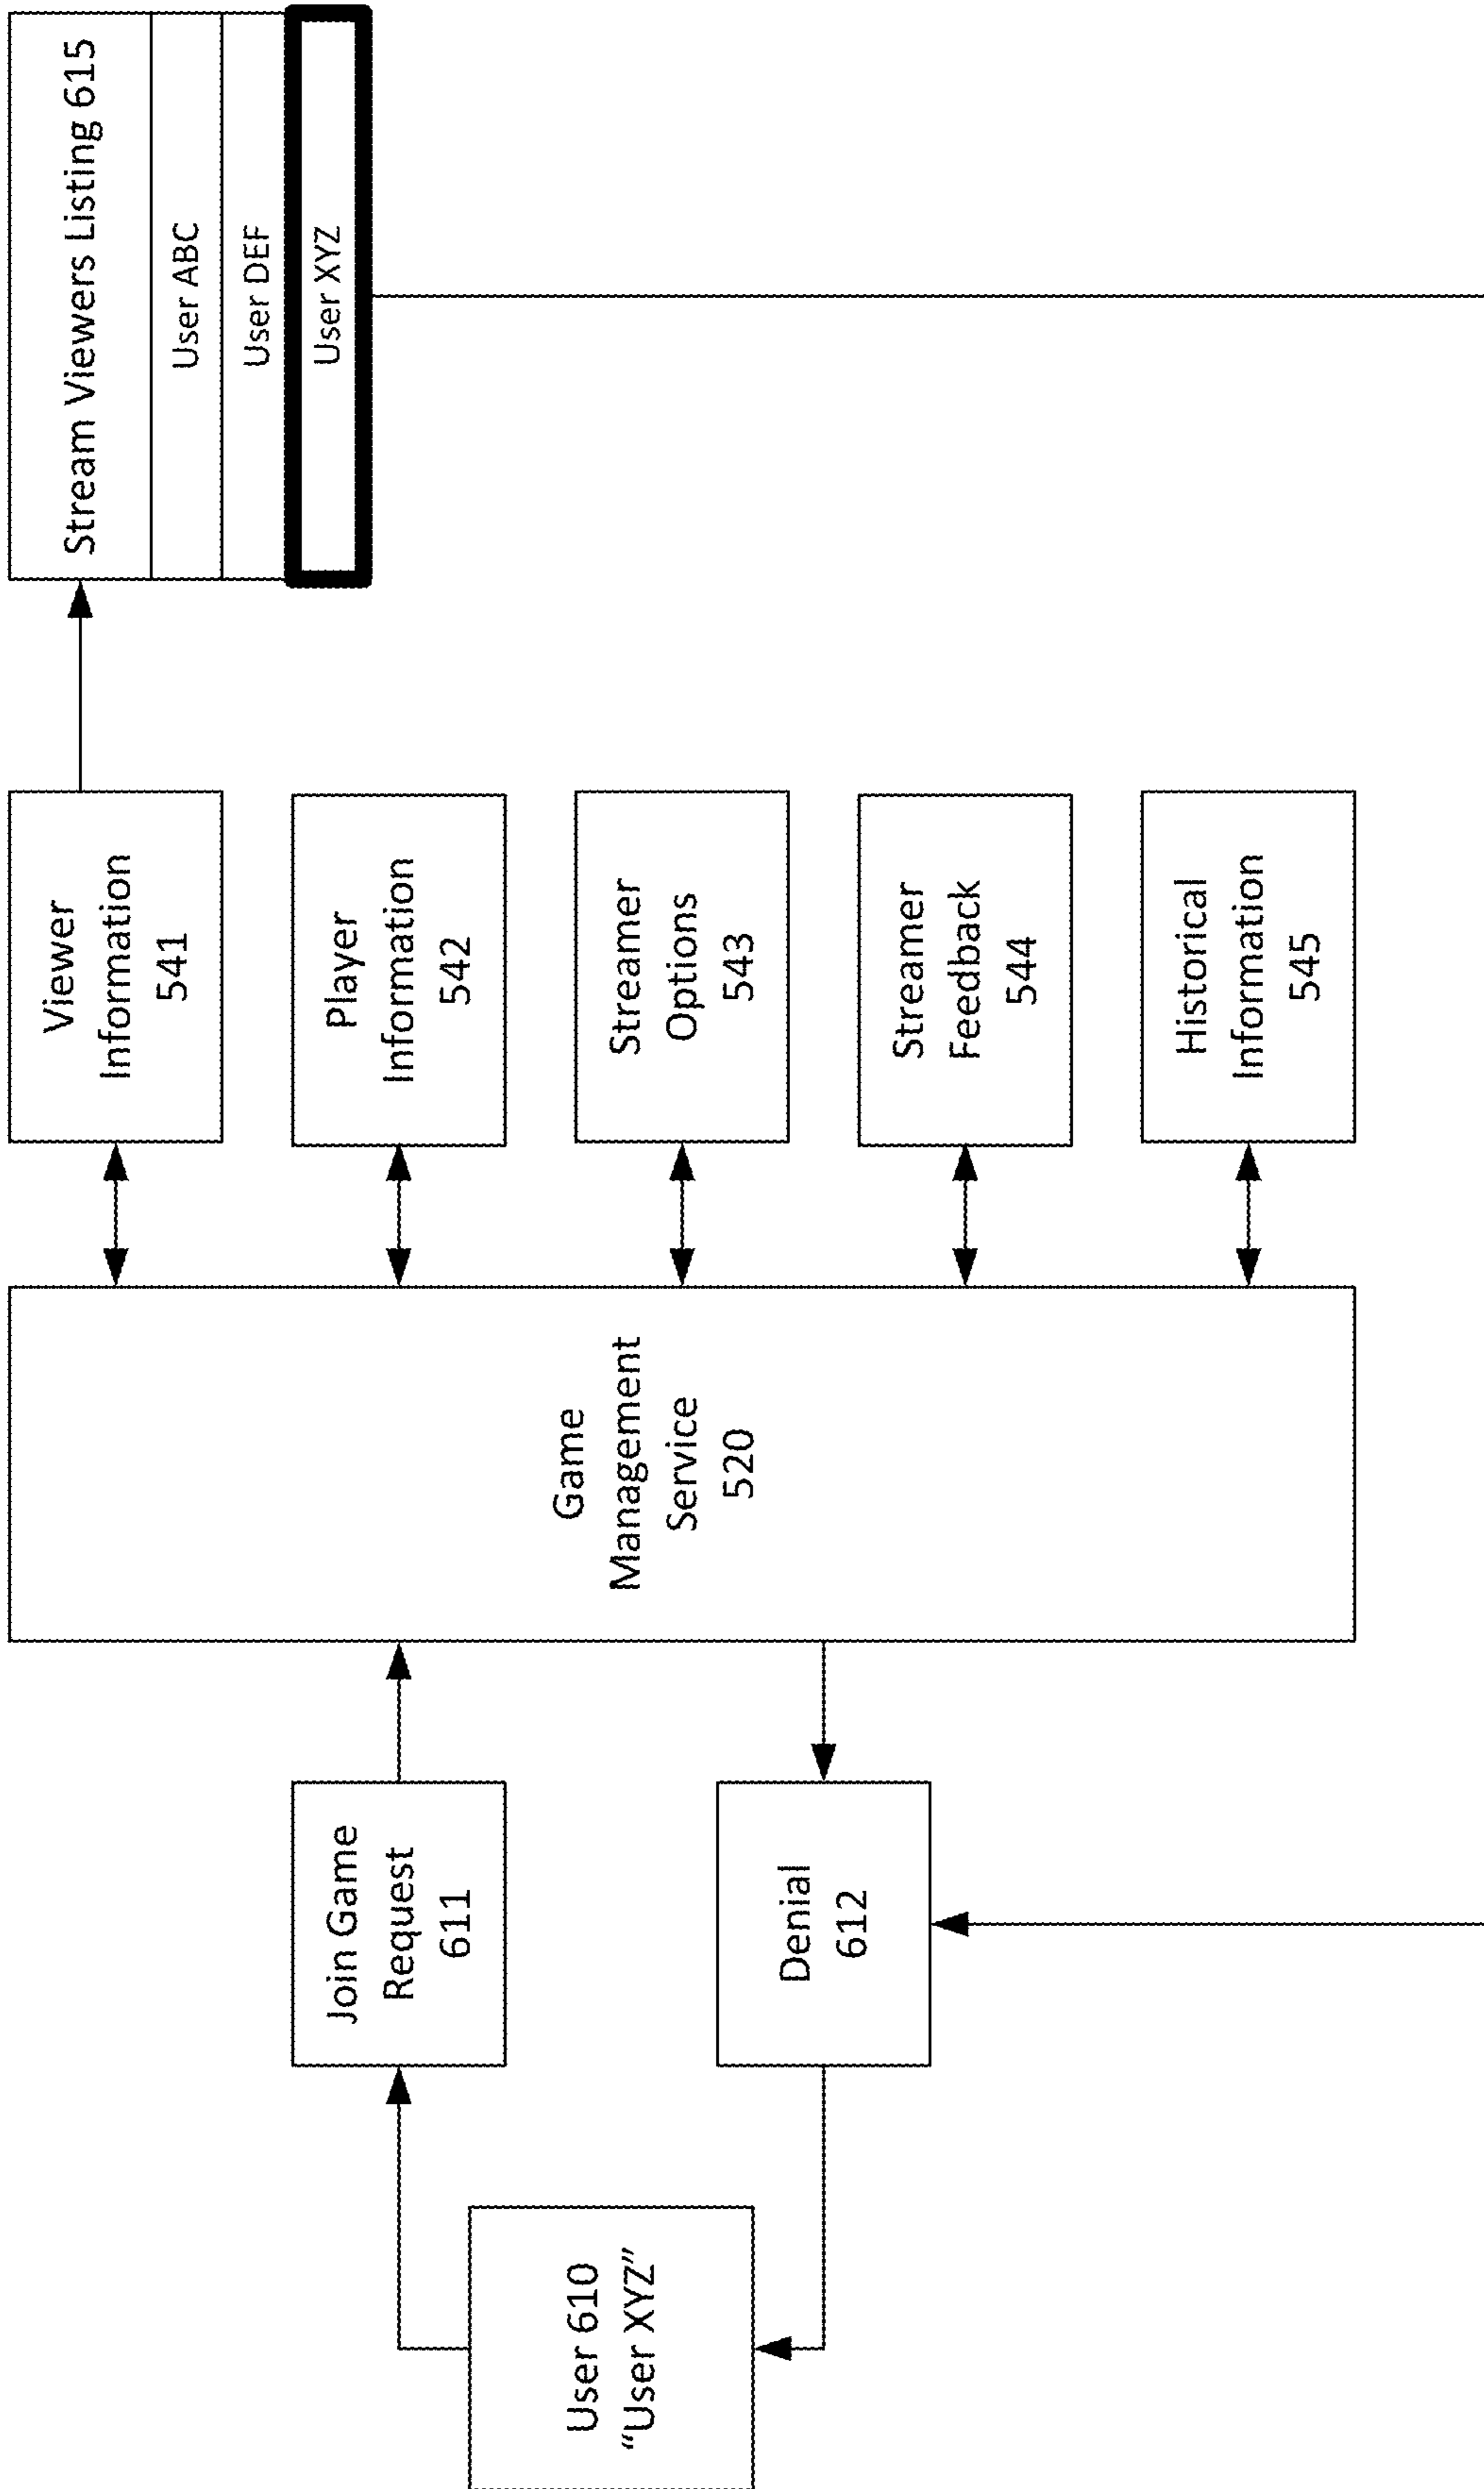 User 610
“User XYZ”
Join Game
Request
611
Denial
612
Game
Management
Service
520
Viewer
Information
541
Player
Information
542
Streamer
Options
543
Streamer
Feedback
544
Historical
Information
545
Stream Viewers Listing 615
User ABC
User DEF
User XYZ